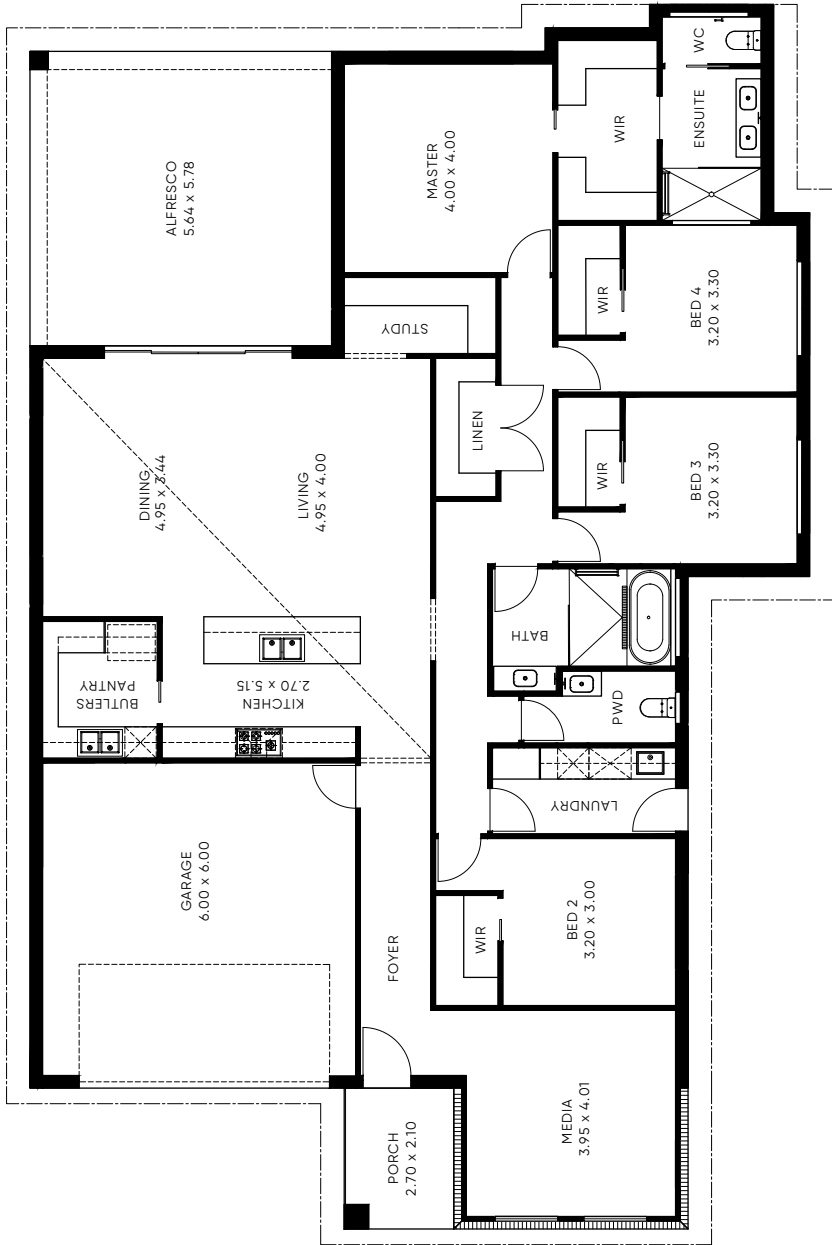 WC
ENSUITE
WIR
MASTER
4.00 x 4.00
ALFRESCO
5.64 x 5.78
WIR
BED 4
3.20 x 3.30
STUDY
LINEN
WIR
BED 3
3.20 x 3.30
DINING
4.95 x 3.44
LIVING
4.95 x 4.00
BATH
BUTLERS
PANTRY
KITCHEN
2.70 x 5.15
PWD
LAUNDRY
GARAGE
6.00 x 6.00
FOYER
WIR
BED 2
3.20 x 3.00
PORCH
2.70 x 2.10
MEDIA
3.95 x 4.01